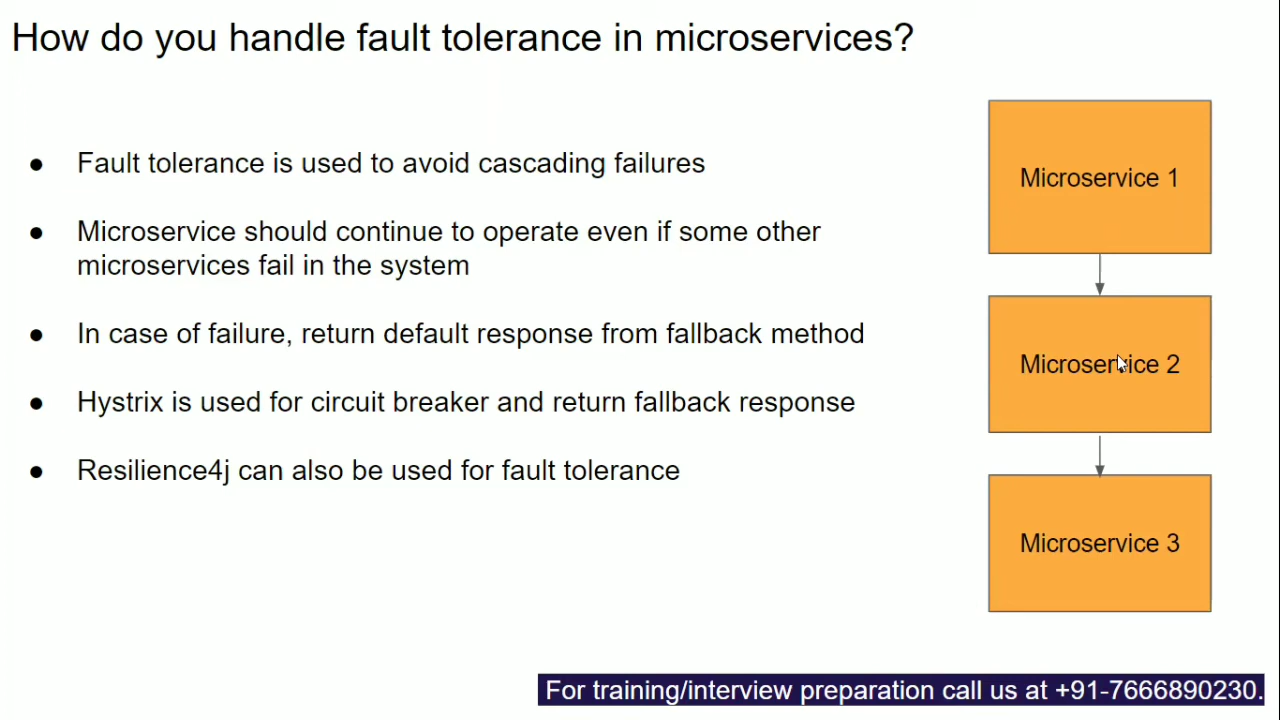 How do you handle fault tolerance in microservices?
● Fault tolerance is used to avoid cascading failures
● Microservice should continue to operate even if some other
microservices fail in the system
● In case of failure, return default response from fallback method
● Hystrix is used for circuit breaker and return fallback response
● Resilience4j can also be used for fault tolerance
Microservice 1
Microservice 2
Microservice 3
For training/interview preparation call us at +91-7666890230.